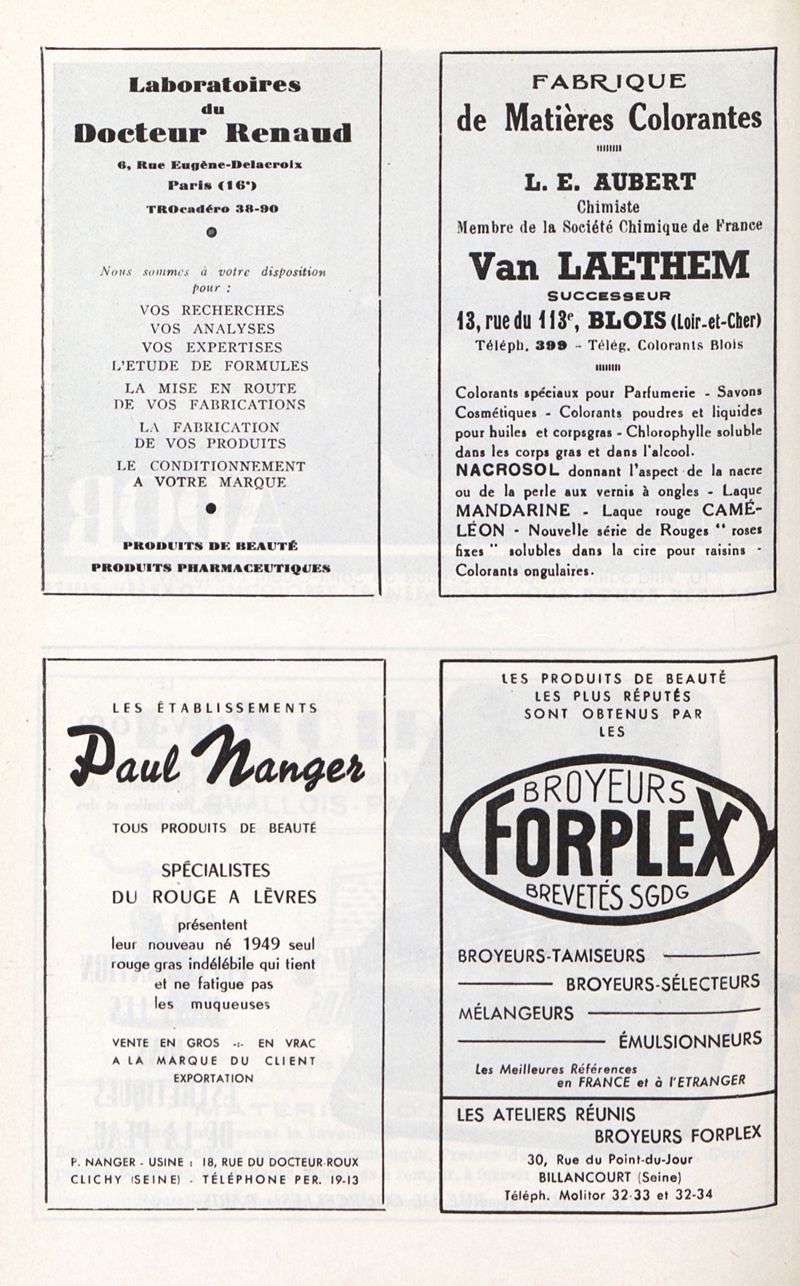 Laboratoires
du
Docteur Renaud
6, Rue Eugène-Delacroix
Paris (16e)
TROcadéro 38-90
Nous sommes à votre disposition
pour :
VOS RECHERCHES
VOS ANALYSES
VOS EXPERTISES
L'ETUDE DE FORMULES
LA MISE EN ROUTE
DE VOS FABRICATIONS
LA FABRICATION
DE VOS PRODUITS
LE CONDITIONNEMENT
A VOTRE MARQUE
PRODUITS DE BEAUTÉ
PRODUITS PHARMACEUTIQUES
FABRIQUE
de Matières Colorantes
L. E. AUBERT
Chimiste
Membre de la Société Chimique de France
Van LAETHEM
SUCCESSEUR
13, rue du 113e, BLOIS (Loir-et-Cher)
Téléph. 399 - Télég. Colorants Blois
Colorants spéciaux pour Parfumerie - Savons
Cosmétiques - Colorants poudres et liquides
pour huiles et corpsgras - Chlorophylle soluble
dans les corps gras et dans l'alcool.
NACROSOL donnant l'aspect de la nacre
ou de la perle aux vernis à ongles - Laque
MANDARINE - Laque rouge CAMÉ-
LÉON - Nouvelle série de Rouges " roses
fixes " solubles dans la cire pour raisins -
Colorants ongulaires.
LES ÉTABLISSEMENTS
Paul Nanger
TOUS PRODUITS DE BEAUTÉ
SPÉCIALISTES
DU ROUGE A LÈVRES
présentent
leur nouveau né 1949 seul
rouge gras indélébile qui tient
et ne fatigue pas
les muqueuses
VENTE EN GROS -:- EN VRAC
A LA MARQUE DU CLIENT
EXPORTATION
P. NANGER - USINE : 18, RUE DU DOCTEUR ROUX
CLICHY (SEINE) - TÉLÉPHONE PER. 19-13
LES PRODUITS DE BEAUTÉ
LES PLUS RÉPUTÉS
SONT OBTENUS PAR
LES
BROYEURS
FORPLEX
BREVETÉS SGDG
BROYEURS-TAMISEURS
BROYEURS-SÉLECTEURS
MÉLANGEURS
ÉMULSIONNEURS
Les Meilleures Références
en FRANCE et à l'ETRANGER
LES ATELIERS RÉUNIS
BROYEURS FORPLEX
30, Rue du Point-du-Jour
BILLANCOURT (Seine)
Téléph. Molitor 32-33 et 32-34